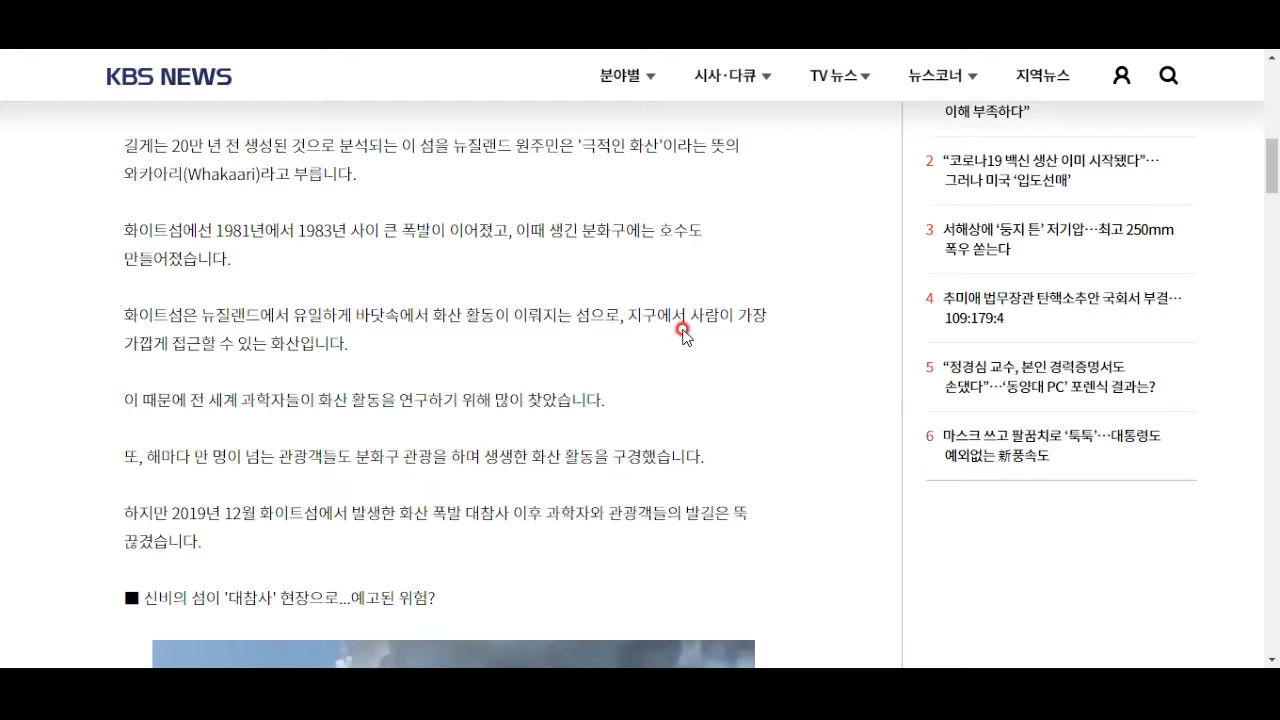 KBS NEWS
분야별
시사·다큐
TV 뉴스
뉴스코너
지역뉴스
길게는 20만 년 전 생성된 것으로 분석되는 이 섬을 뉴질랜드 원주민은 '극적인 화산'이라는 뜻의
와카아리(Whakaari)라고 부릅니다.
화이트섬에선 1981년에서 1983년 사이 큰 폭발이 이어졌고, 이때 생긴 분화구에는 호수도
만들어졌습니다.
화이트섬은 뉴질랜드에서 유일하게 바닷속에서 화산 활동이 이뤄지는 섬으로, 지구에서 사람이 가장
가깝게 접근할 수 있는 화산입니다.
이 때문에 전 세계 과학자들이 화산 활동을 연구하기 위해 많이 찾았습니다.
또, 해마다 만 명이 넘는 관광객들도 분화구 관광을 하며 생생한 화산 활동을 구경했습니다.
하지만 2019년 12월 화이트섬에서 발생한 화산 폭발 대참사 이후 과학자와 관광객들의 발길은 뚝
끊겼습니다.
■ 신비의 섬이 '대참사' 현장으로...예고된 위험?
이해 부족하다”
2 “코로나19 백신 생산 이미 시작됐다”…
그러나 미국 ‘입도선매’
3 서해상에 ‘둥지 튼’ 저기압…최고 250mm
폭우 쏟는다
4 추미애 법무장관 탄핵소추안 국회서 부결…
109:179:4
5 “정경심 교수, 본인 경력증명서도
손댔다”…‘동양대 PC’ 포렌식 결과는?
6 마스크 쓰고 팔꿈치로 ‘툭툭’…대통령도
예외없는 新풍속도